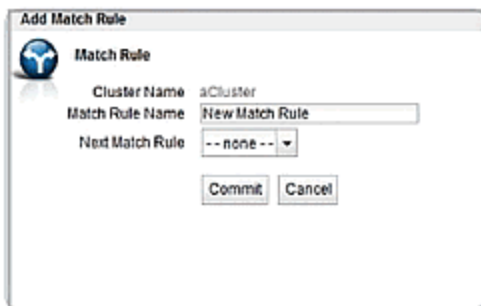 Add Match Rule
Match Rule
Cluster Name aCluster
Match Rule Name New Match Rule
Next Match Rule -- none --
Commit Cancel